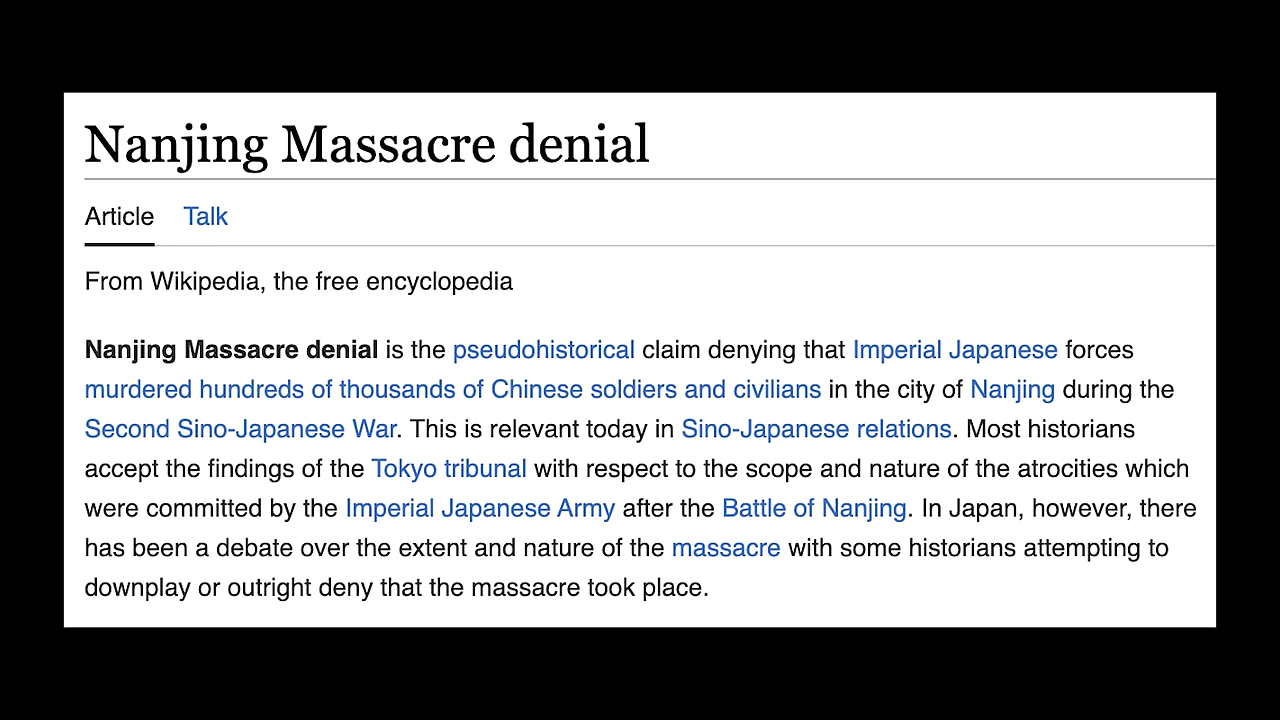 Nanjing Massacre denial
Article Talk
From Wikipedia, the free encyclopedia
Nanjing Massacre denial is the pseudohistorical claim denying that Imperial Japanese forces
murdered hundreds of thousands of Chinese soldiers and civilians in the city of Nanjing during the
Second Sino-Japanese War. This is relevant today in Sino-Japanese relations. Most historians
accept the findings of the Tokyo tribunal with respect to the scope and nature of the atrocities which
were committed by the Imperial Japanese Army after the Battle of Nanjing. In Japan, however, there
has been a debate over the extent and nature of the massacre with some historians attempting to
downplay or outright deny that the massacre took place.